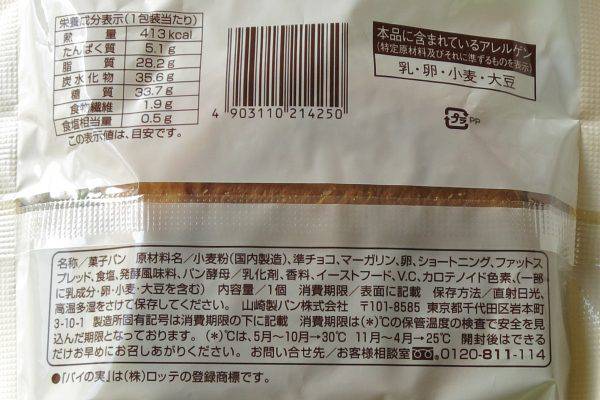 栄養成分表示(1包装当たり)
熱量 413kcal
たんぱく質 5.1g
脂質 28.2g
炭水化物 35.6g
糖質 33.7g
食物繊維 1.9g
食塩相当量 0.5g
この表示値は、目安です。
4 903110 214250
本品に含まれているアレルゲン
(特定原材料及びそれに準ずるものを表示)
乳・卵・小麦・大豆
プラ PP
名称/菓子パン 原材料名/小麦粉(国内製造)、準チョコ、マーガリン、卵、ショートニング、ファットス
プレッド、食塩、発酵風味料、パン酵母/乳化剤、香料、イーストフード、V.C、カロテノイド色素、(一部
に乳成分・卵・小麦・大豆を含む) 内容量/1個 消費期限/表面に記載 保存方法/直射日光、
高温多湿をさけて保存してください。 山崎製パン株式会社 〒101-8585 東京都千代田区岩本町
3-10-1 製造所固有記号は消費期限の下に記載 消費期限は(*)℃の保管温度の検査で安全を見
込んだ期限となっております。 (*)℃は、5月〜10月→30℃ 11月〜4月→25℃ 開封後はできる
だけお早めにお召しあがりください。 お問い合せ先/お客様相談室 0120-811-114
●「パイの実」は(株)ロッテの登録商標です。